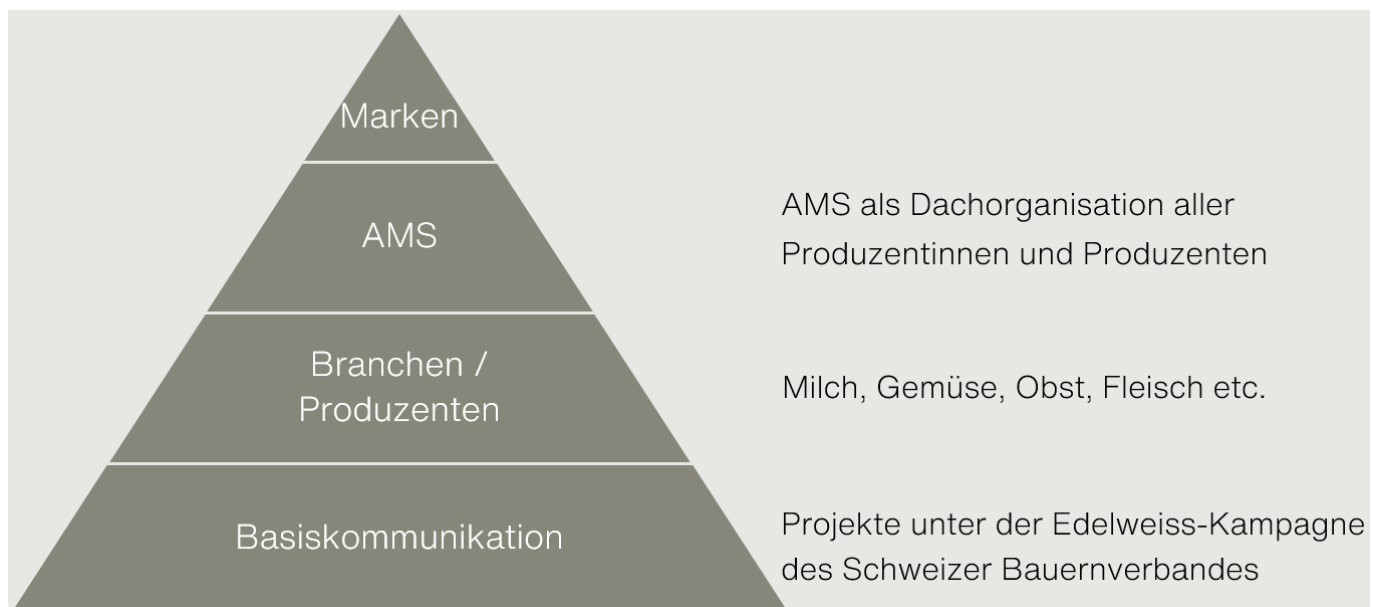 Marken
AMS
AMS als Dachorganisation aller
Produzentinnen und Produzenten
Branchen /
Produzenten
Milch, Gemüse, Obst, Fleisch etc.
Basiskommunikation
Projekte unter der Edelweiss-Kampagne
des Schweizer Bauernverbandes